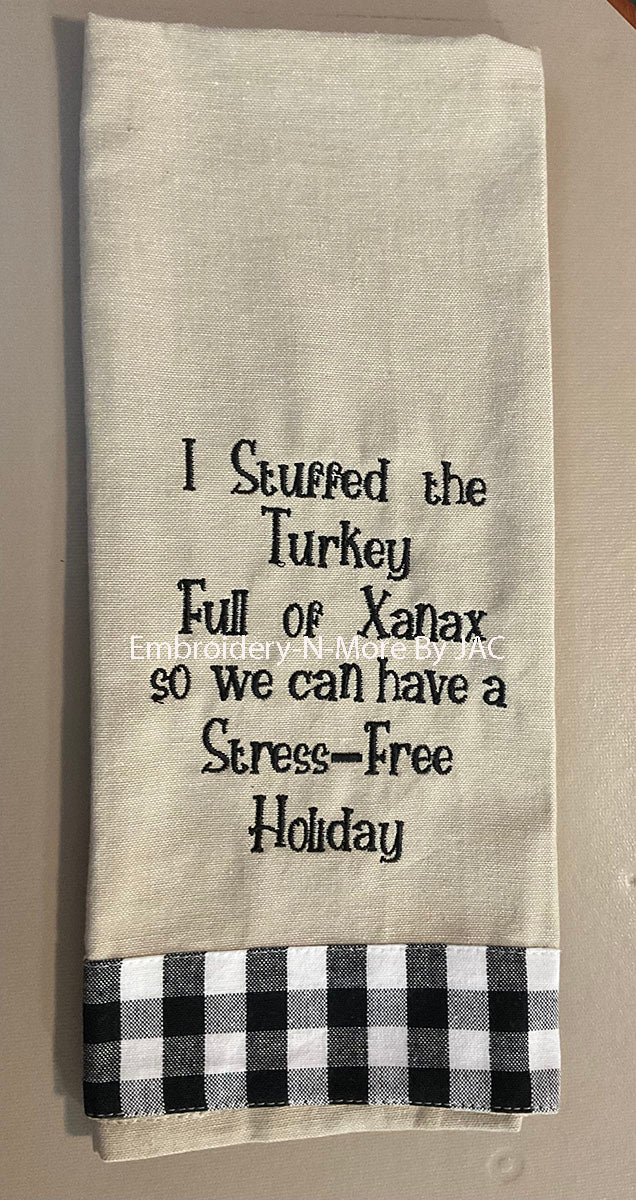 I Stuffed the
Turkey
Full of Xanax
Embroidery-N-More By JAC
so we can have a
Stress-Free
Holiday